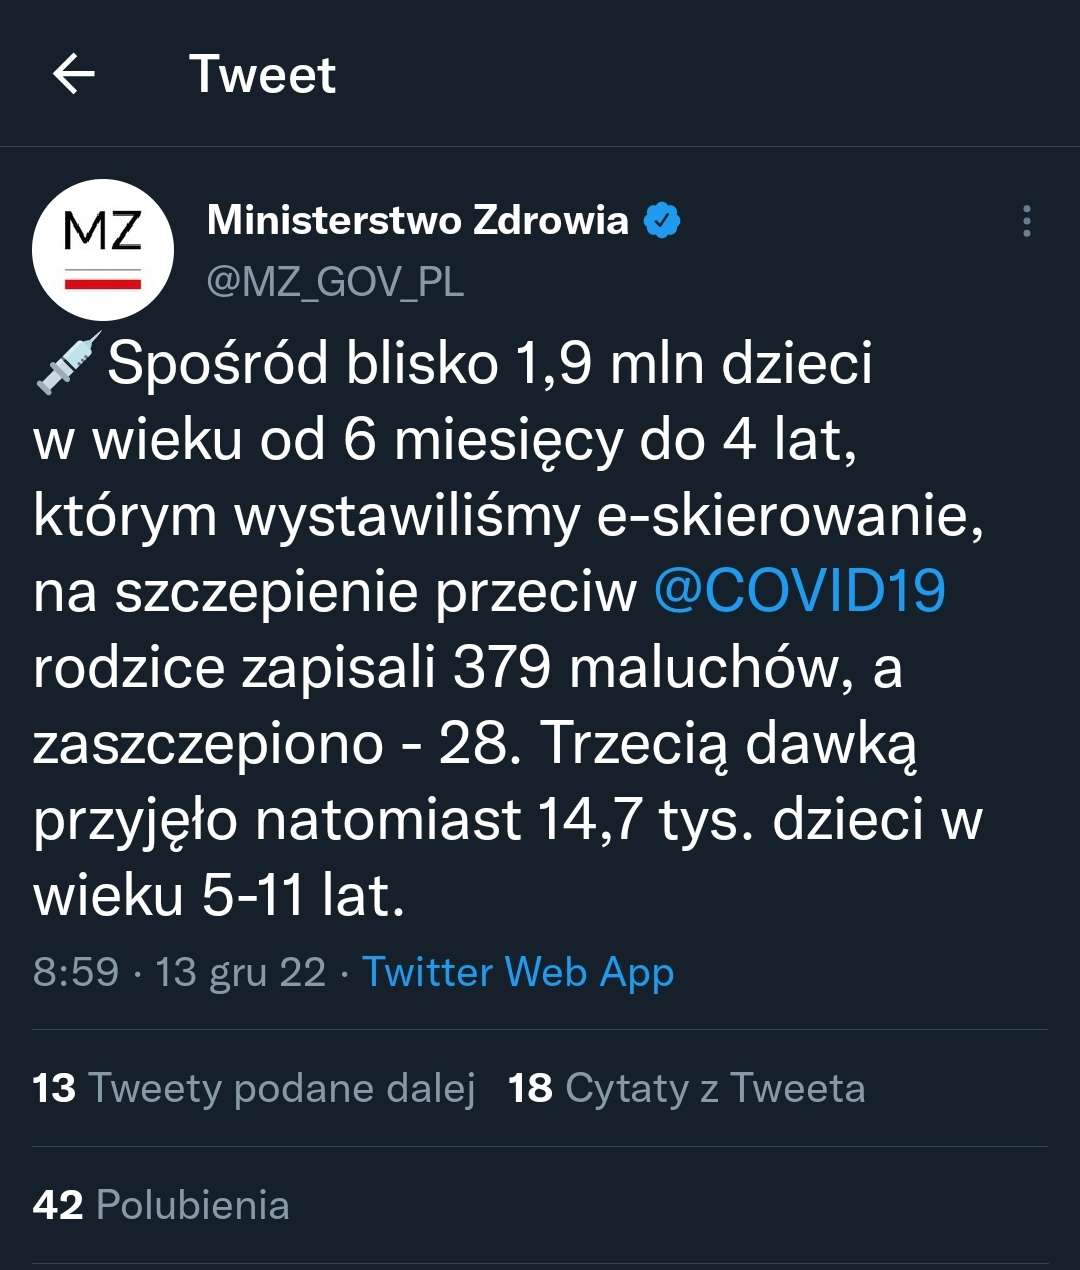 Tweet
MZ
Ministerstwo Zdrowia
@MZ_GOV_PL
💉Spośród blisko 1,9 mln dzieci
w wieku od 6 miesięcy do 4 lat,
którym wystawiliśmy e-skierowanie,
na szczepienie przeciw @COVID19
rodzice zapisali 379 maluchów, a
zaszczepiono - 28. Trzecią dawką
przyjęło natomiast 14,7 tys. dzieci w
wieku 5-11 lat.
8:59 · 13 gru 22 · Twitter Web App
13 Tweety podane dalej 18 Cytaty z Tweeta
42 Polubienia